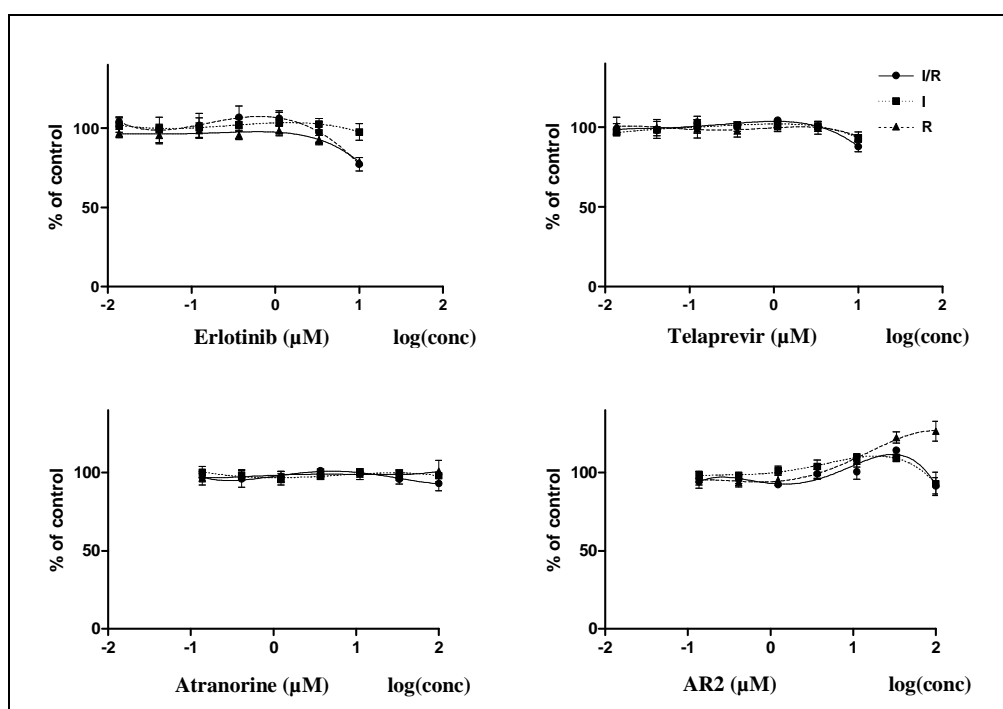 I/R
I
R
% of control
100
50
0
-2 -1 0 1 2
Erlotinib (µM) log(conc)
% of control
100
50
0
-2 -1 0 1 2
Telaprevir (µM) log(conc)
% of control
100
50
0
-2 -1 0 1 2
Atranorine (µM) log(conc)
% of control
100
50
0
-2 -1 0 1 2
AR2 (µM) log(conc)